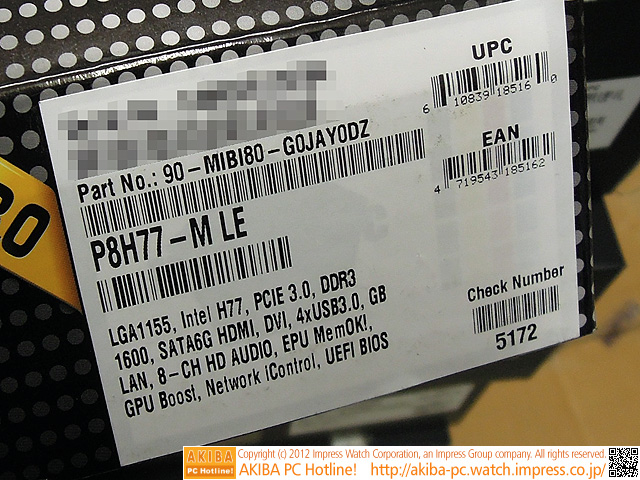 UPC
6 10839 18516 0
EAN
4 719543 185162
Part No.: 90-MIBI80-G0JAY0DZ
P8H77-M LE
LGA1155, Intel H77, PCIE 3.0, DDR3
1600, SATA6G HDMI, DVI, 4xUSB3.0, GB
LAN, 8-CH HD AUDIO, EPU MemOK!,
GPU Boost, Network iControl, UEFI BIOS
Check Number
5172
AKIBA
PC Hotline!
Copyright (c) 2012 Impress Watch Corporation, an Impress Group company. All rights reserved.
AKIBA PC Hotline! http://akiba-pc.watch.impress.co.jp/